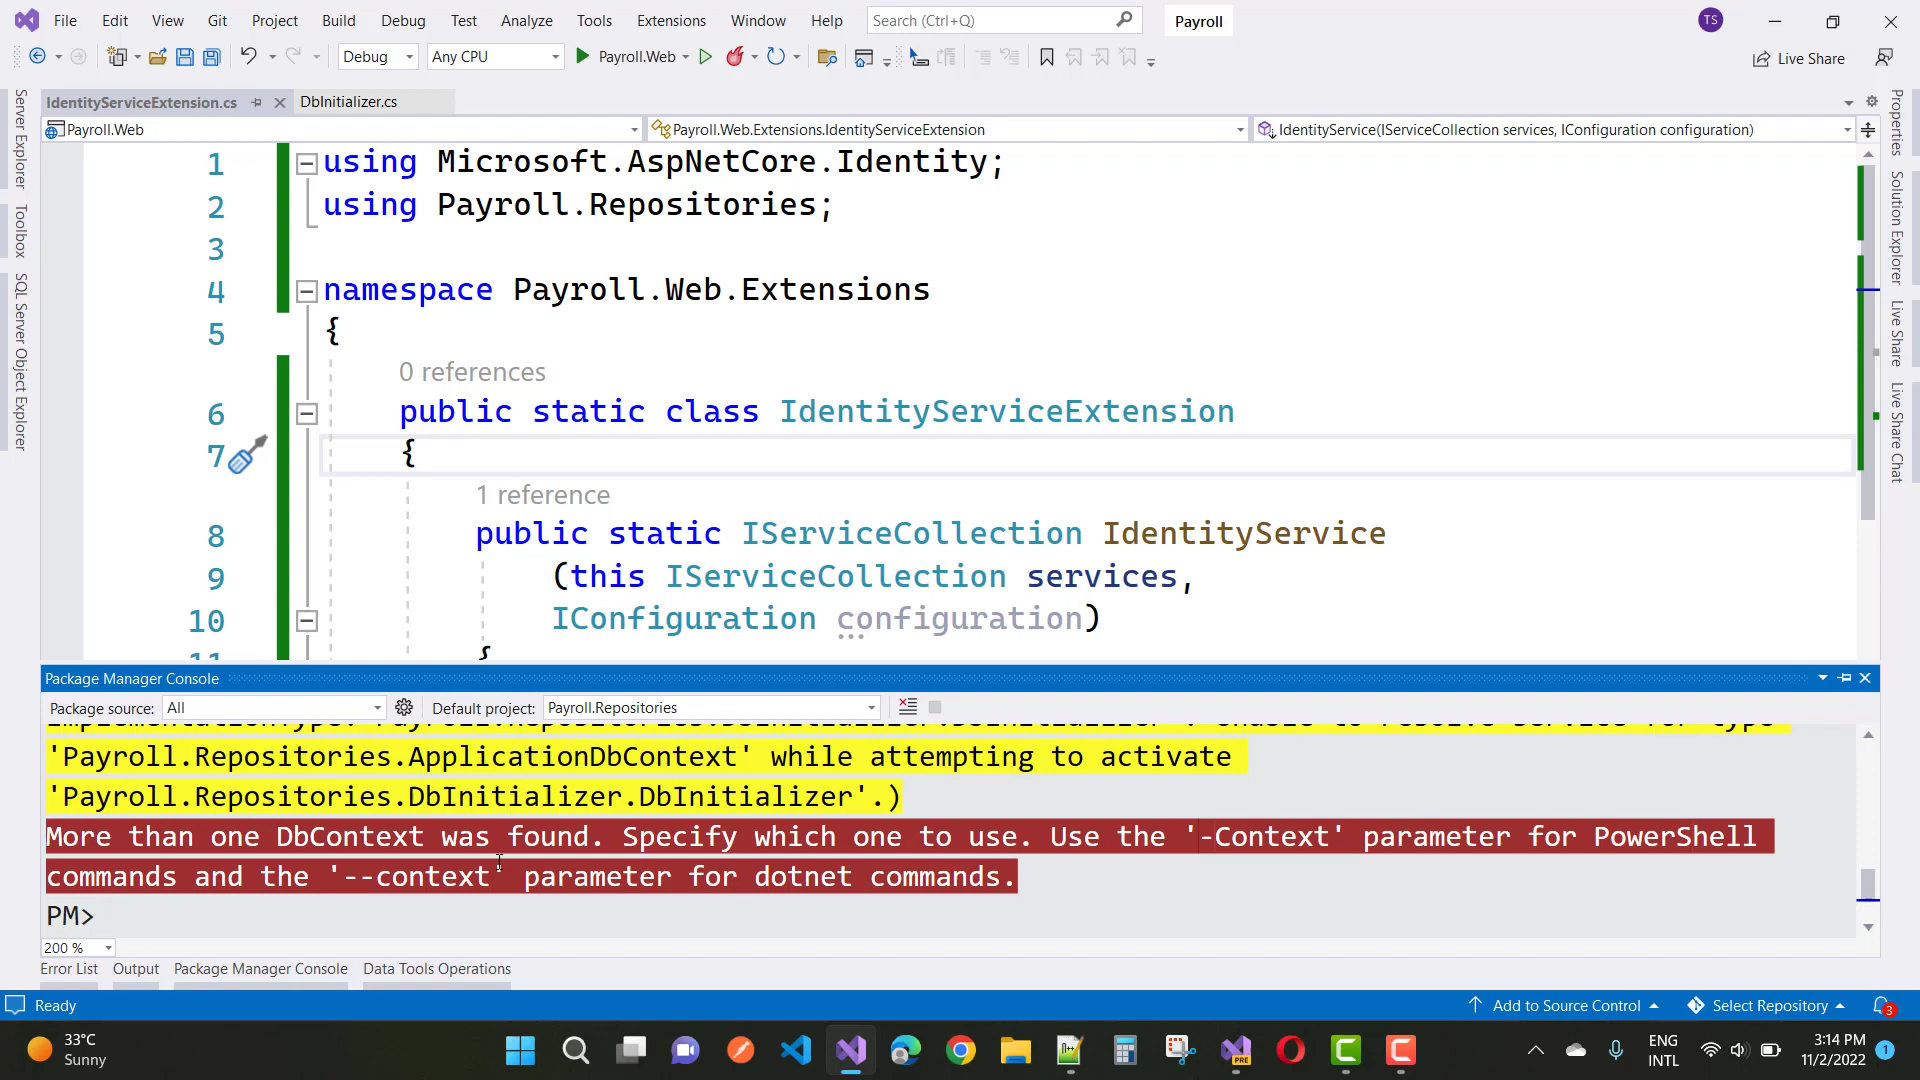 File Edit View Git Project Build Debug Test Analyze Tools Extensions Window Help Search (Ctrl+Q) Payroll TS
Debug Any CPU Payroll.Web Live Share
IdentityServiceExtension.cs DbInitializer.cs
Payroll.Web Payroll.Web.Extensions.IdentityServiceExtension IdentityService(IServiceCollection services, IConfiguration configuration)
Server Explorer
Toolbox
SQL Server Object Explorer
Properties
Solution Explorer
Live Share
Live Share Chat
1 using Microsoft.AspNetCore.Identity;
2 using Payroll.Repositories;
3
4 namespace Payroll.Web.Extensions
5 {
0 references
6 public static class IdentityServiceExtension
7 {
1 reference
8 public static IServiceCollection IdentityService
9 (this IServiceCollection services,
10 IConfiguration configuration)
11 {
Package Manager Console
Package source: All Default project: Payroll.Repositories
'Payroll.Repositories.ApplicationDbContext' while attempting to activate
'Payroll.Repositories.DbInitializer.DbInitializer'.)
More than one DbContext was found. Specify which one to use. Use the '-Context' parameter for PowerShell
commands and the '--context' parameter for dotnet commands.
PM>
200 %
Error List Output Package Manager Console Data Tools Operations
Ready Add to Source Control Select Repository 3
33°C
Sunny
PRE
ENG
INTL
3:14 PM
11/2/2022
1